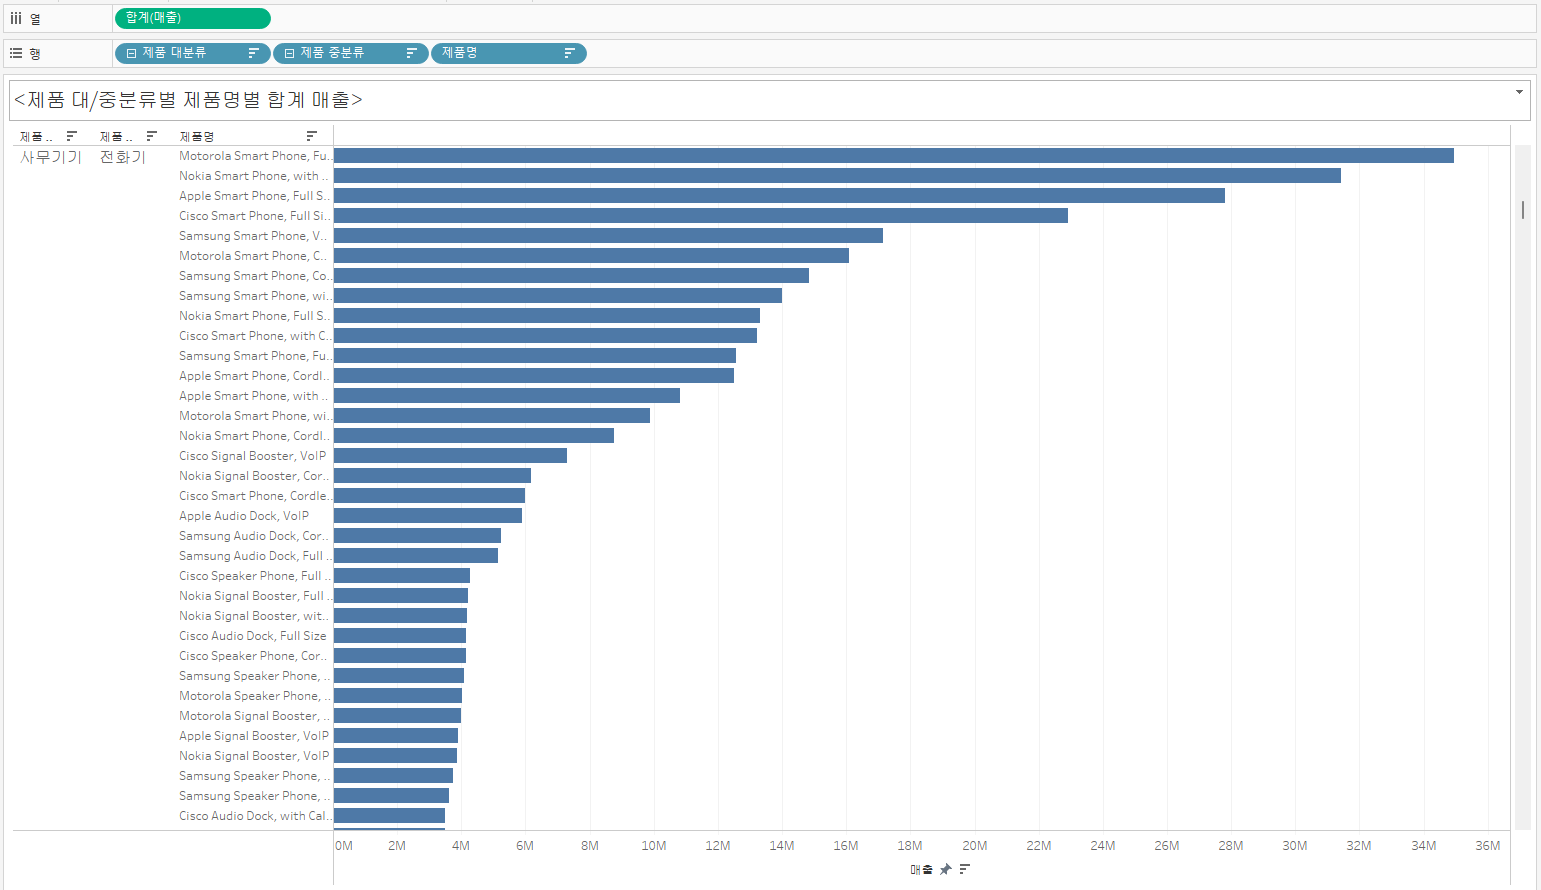 열 합계(매출)
행 제품 대분류 제품 중분류 제품명
<제품 대/중분류별 제품명별 합계 매출>
제품 .. 제품 .. 제품명
사무기기 전화기 Motorola Smart Phone, Fu..
Nokia Smart Phone, with ..
Apple Smart Phone, Full S..
Cisco Smart Phone, Full Si..
Samsung Smart Phone, V..
Motorola Smart Phone, C..
Samsung Smart Phone, Co..
Samsung Smart Phone, wi..
Nokia Smart Phone, Full S..
Cisco Smart Phone, with C..
Samsung Smart Phone, Fu..
Apple Smart Phone, Cordl..
Apple Smart Phone, with ..
Motorola Smart Phone, wi..
Nokia Smart Phone, Cordl..
Cisco Signal Booster, VoIP
Nokia Signal Booster, Cor..
Cisco Smart Phone, Cordle..
Apple Audio Dock, VoIP
Samsung Audio Dock, Cor..
Samsung Audio Dock, Full ..
Cisco Speaker Phone, Full ..
Nokia Signal Booster, Full ..
Nokia Signal Booster, wit..
Cisco Audio Dock, Full Size
Cisco Speaker Phone, Cor..
Samsung Speaker Phone, ..
Motorola Speaker Phone, ..
Motorola Signal Booster, ..
Apple Signal Booster, VoIP
Nokia Signal Booster, VoIP
Samsung Speaker Phone, ..
Samsung Speaker Phone, ..
Cisco Audio Dock, with Cal..
0M 2M 4M 6M 8M 10M 12M 14M 16M 18M 20M 22M 24M 26M 28M 30M 32M 34M 36M
매출